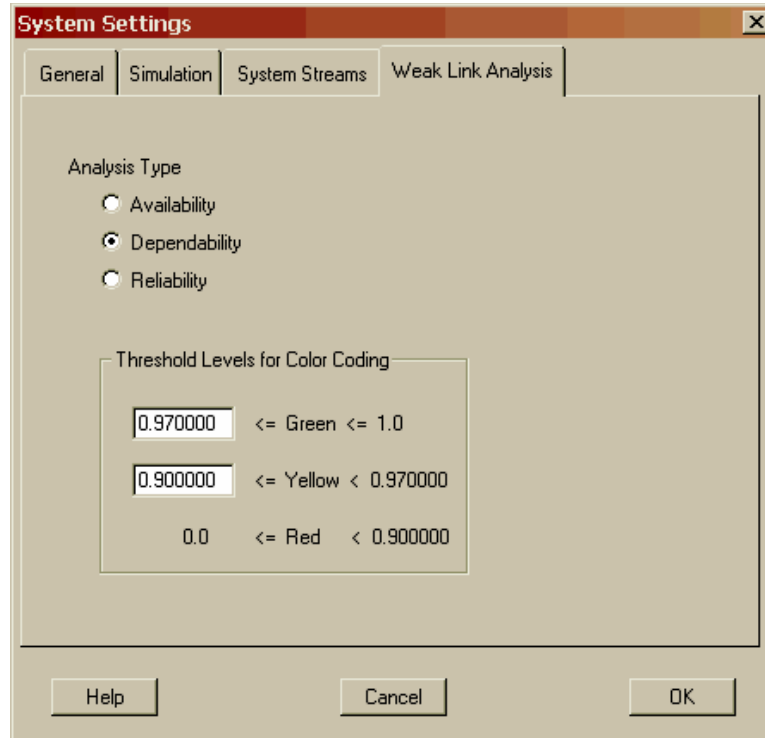 System Settings
General Simulation System Streams Weak Link Analysis
Analysis Type
Availability
Dependability
Reliability
Threshold Levels for Color Coding
0.970000 <= Green <= 1.0
0.900000 <= Yellow < 0.970000
0.0 <= Red < 0.900000
Help Cancel OK